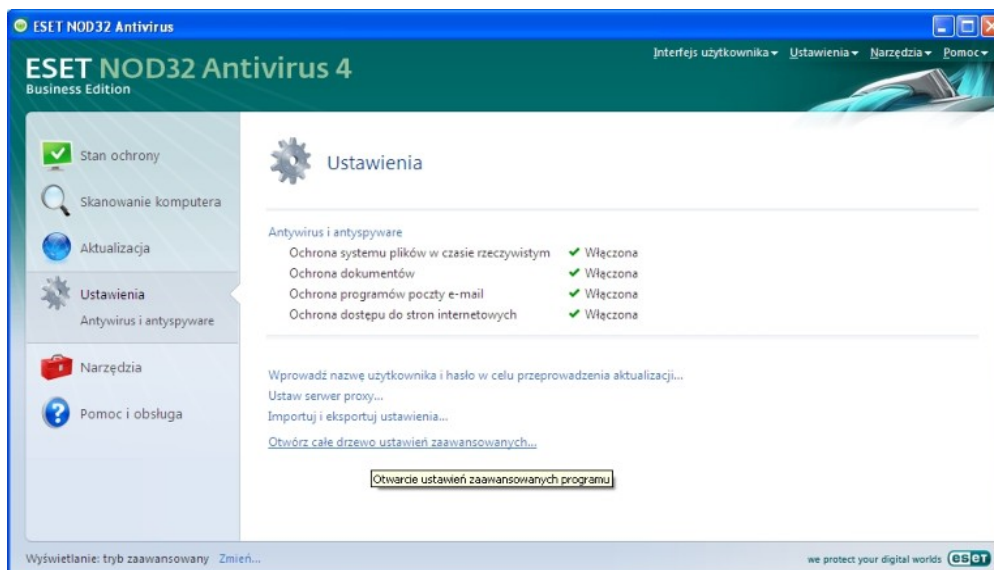 ESET NOD32 Antivirus
ESET NOD32 Antivirus 4
Business Edition
Interfejs użytkownika Ustawienia Narzędzia Pomoc
Stan ochrony
Skanowanie komputera
Aktualizacja
Ustawienia
Antywirus i antyspyware
Narzędzia
Pomoc i obsługa
Ustawienia
Antywirus i antyspyware
Ochrona systemu plików w czasie rzeczywistym Włączona
Ochrona dokumentów Włączona
Ochrona programów poczty e-mail Włączona
Ochrona dostępu do stron internetowych Włączona
Wprowadź nazwę użytkownika i hasło w celu przeprowadzenia aktualizacji...
Ustaw serwer proxy...
Importuj i eksportuj ustawienia...
Otwórz całe drzewo ustawień zaawansowanych...
Otwarcie ustawień zaawansowanych programu
Wyświetlanie: tryb zaawansowany Zmień...
we protect your digital worlds eset